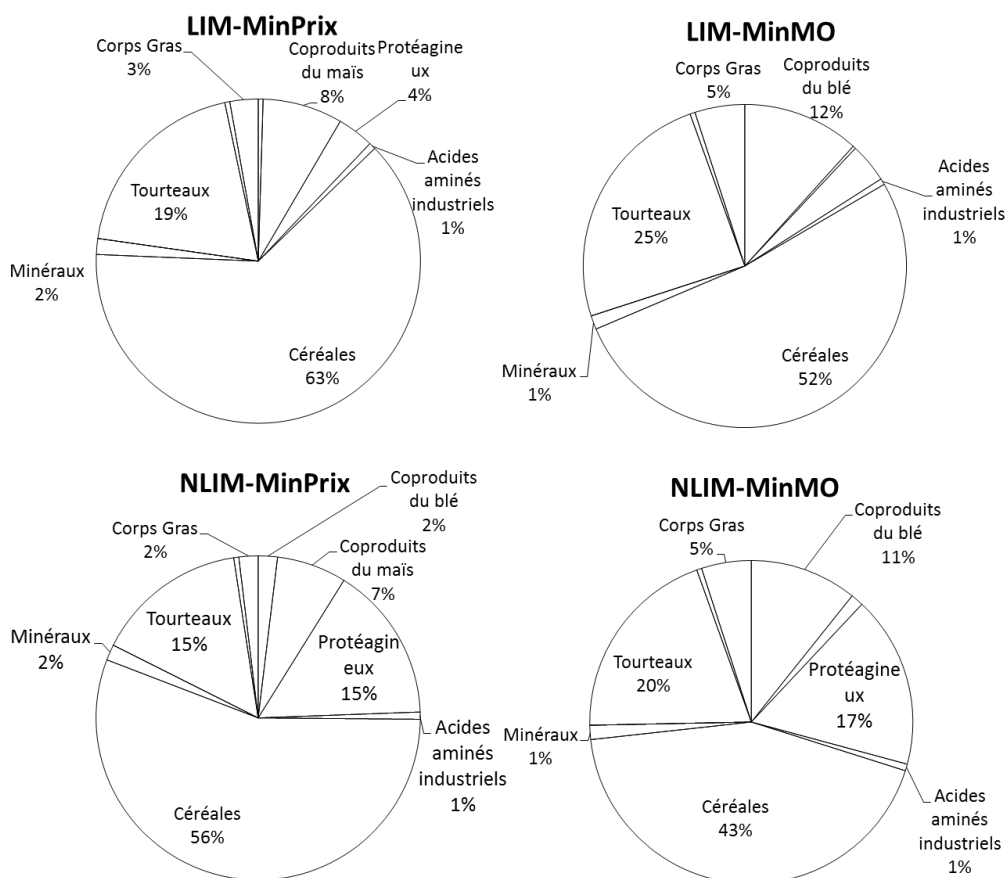 LIM-MinPrix
Corps Gras
3%
Coproduits
du maïs
8%
Protéagine
ux
4%
Acides
aminés
industriels
1%
Tourteaux
19%
Minéraux
2%
Céréales
63%
LIM-MinMO
Corps Gras
5%
Coproduits
du blé
12%
Acides
aminés
industriels
1%
Tourteaux
25%
Minéraux
1%
Céréales
52%
NLIM-MinPrix
Corps Gras
2%
Coproduits
du blé
2%
Coproduits
du maïs
7%
Protéagin
eux
15%
Acides
aminés
industriels
1%
Tourteaux
15%
Minéraux
2%
Céréales
56%
NLIM-MinMO
Corps Gras
5%
Coproduits
du blé
11%
Protéagine
ux
17%
Tourteaux
20%
Minéraux
1%
Acides
aminés
industriels
1%
Céréales
43%